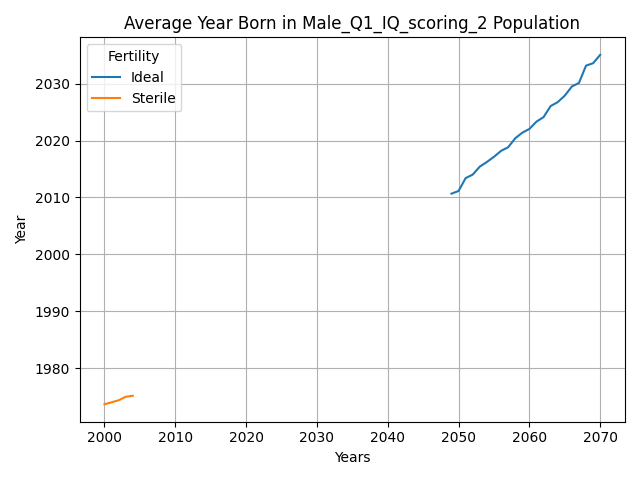 Average Year Born in Male_Q1_IQ_scoring_2 Population
Fertility
Ideal
Sterile
2030
2020
2010
2000
1990
1980
Year
2000 2010 2020 2030 2040 2050 2060 2070
Years